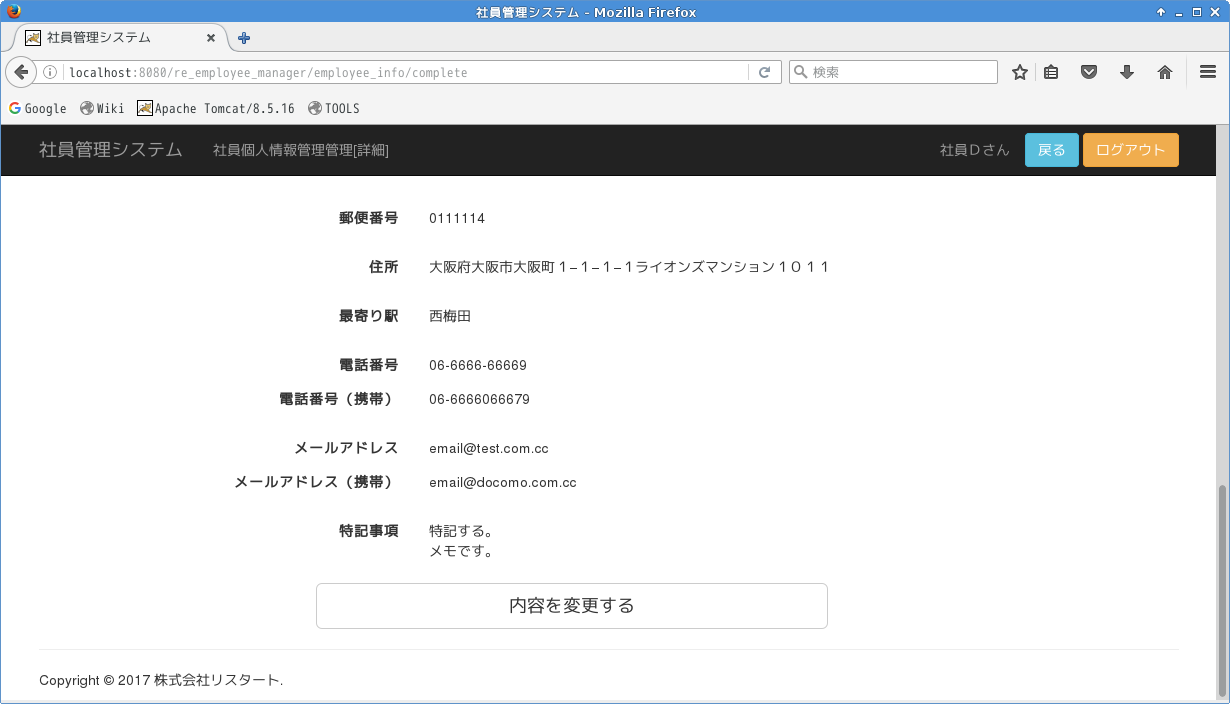 社員管理システム - Mozilla Firefox
社員管理システム
localhost:8080/re_employee_manager/employee_info/complete
検索
Google Wiki Apache Tomcat/8.5.16 TOOLS
社員管理システム 社員個人情報管理管理[詳細] 社員Ｄさん 戻る ログアウト
郵便番号 0111114
住所 大阪府大阪市大阪町１−１−１−１ライオンズマンション１０１１
最寄り駅 西梅田
電話番号 06-6666-66669
電話番号（携帯） 06-6666066679
メールアドレス email@test.com.cc
メールアドレス（携帯） email@docomo.com.cc
特記事項 特記する。
メモです。
内容を変更する
Copyright © 2017 株式会社リスタート.